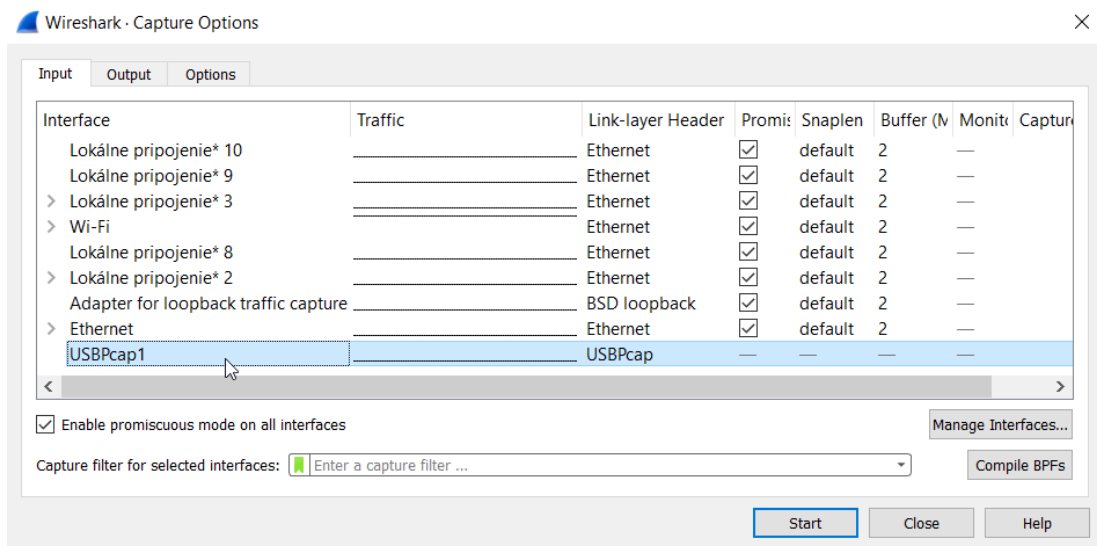 Wireshark · Capture Options
Input Output Options
Interface Traffic Link-layer Header Promis Snaplen Buffer (M Monito Capture
Lokálne pripojenie* 10 Ethernet default 2 —
Lokálne pripojenie* 9 Ethernet default 2 —
Lokálne pripojenie* 3 Ethernet default 2 —
Wi-Fi Ethernet default 2 —
Lokálne pripojenie* 8 Ethernet default 2 —
Lokálne pripojenie* 2 Ethernet default 2 —
Adapter for loopback traffic capture BSD loopback default 2 —
Ethernet Ethernet default 2 —
USBPcap1 USBPcap — — — —
Enable promiscuous mode on all interfaces Manage Interfaces...
Capture filter for selected interfaces: Enter a capture filter ... Compile BPFs
Start Close Help